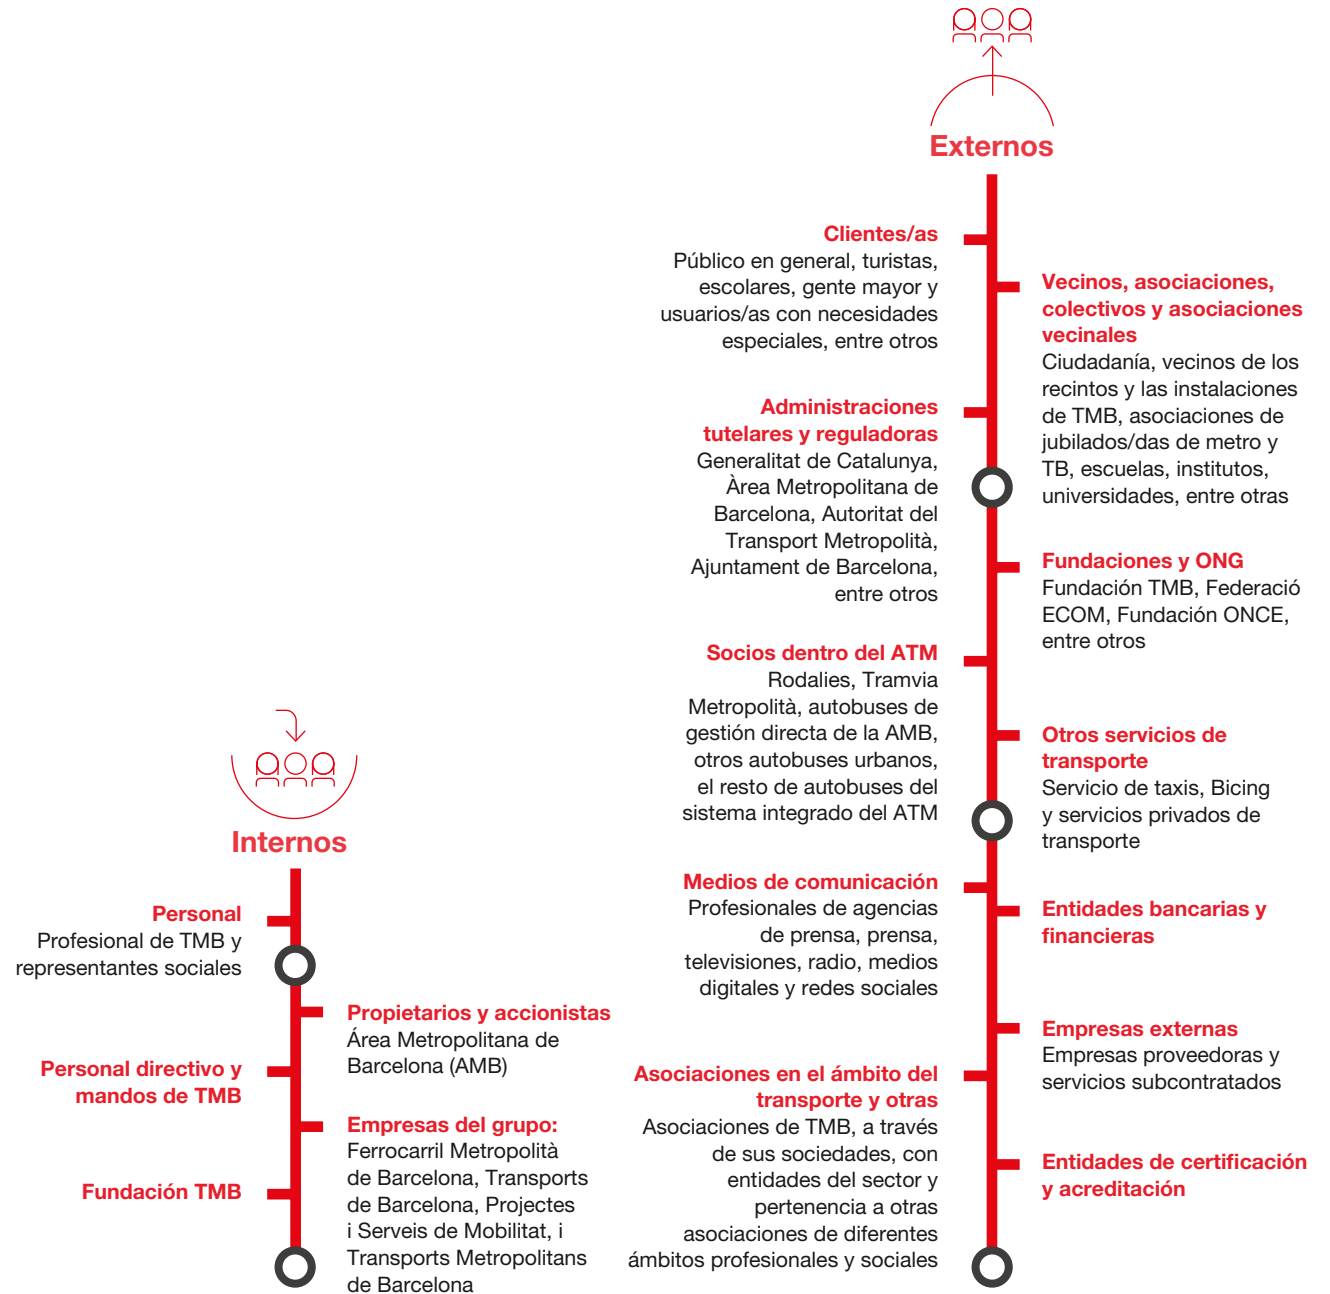 Externos
Clientes/as
Público en general, turistas,
escolares, gente mayor y
usuarios/as con necesidades
especiales, entre otros
Vecinos, asociaciones,
colectivos y asociaciones
vecinales
Ciudadanía, vecinos de los
recintos y las instalaciones
de TMB, asociaciones de
jubilados/das de metro y
TB, escuelas, institutos,
universidades, entre otras
Administraciones
tutelares y reguladoras
Generalitat de Catalunya,
Àrea Metropolitana de
Barcelona, Autoritat del
Transport Metropolità,
Ajuntament de Barcelona,
entre otros
Fundaciones y ONG
Fundación TMB, Federació
ECOM, Fundación ONCE,
entre otros
Socios dentro del ATM
Rodalies, Tramvia
Metropolità, autobuses de
gestión directa de la AMB,
otros autobuses urbanos,
el resto de autobuses del
sistema integrado del ATM
Otros servicios de
transporte
Servicio de taxis, Bicing
y servicios privados de
transporte
Medios de comunicación
Profesionales de agencias
de prensa, prensa,
televisiones, radio, medios
digitales y redes sociales
Entidades bancarias y
financieras
Empresas externas
Empresas proveedoras y
servicios subcontratados
Asociaciones en el ámbito del
transporte y otras
Asociaciones de TMB, a través
de sus sociedades, con
entidades del sector y
pertenencia a otras
asociaciones de diferentes
ámbitos profesionales y sociales
Entidades de certificación
y acreditación
Internos
Personal
Profesional de TMB y
representantes sociales
Propietarios y accionistas
Área Metropolitana de
Barcelona (AMB)
Personal directivo y
mandos de TMB
Empresas del grupo:
Ferrocarril Metropolità
de Barcelona, Transports
de Barcelona, Projectes
i Serveis de Mobilitat, i
Transports Metropolitans
de Barcelona
Fundación TMB